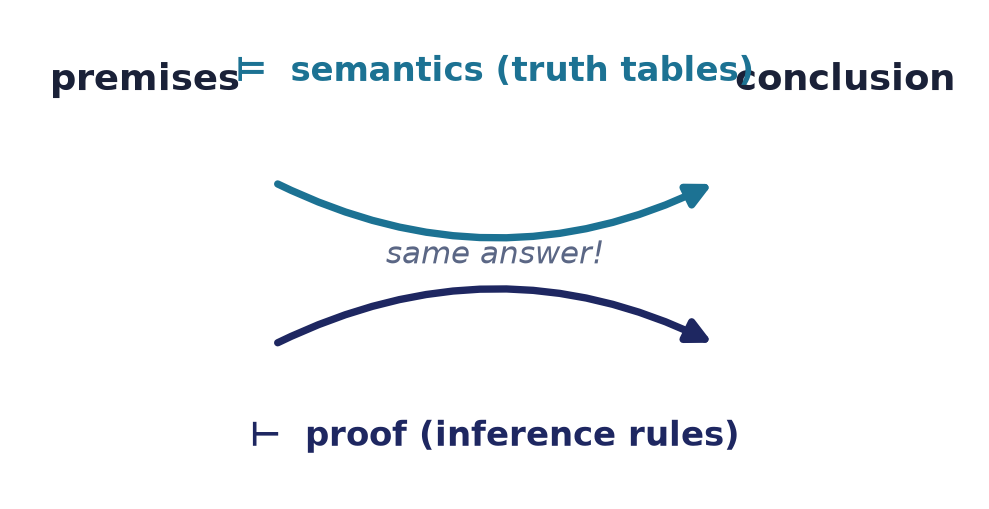 premises
⊨ semantics (truth tables)
conclusion
same answer!
⊢ proof (inference rules)